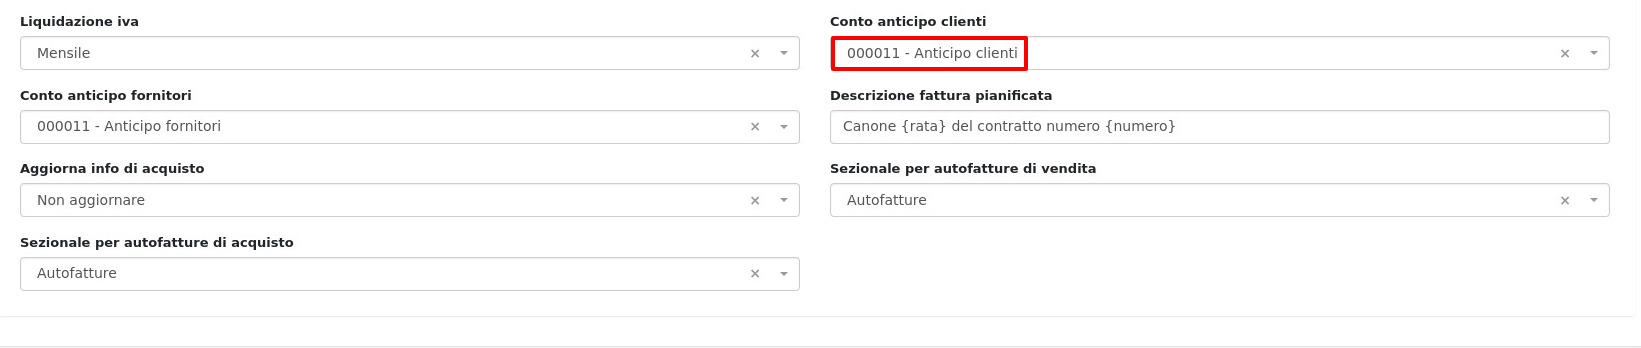 Liquidazione iva
Mensile
Conto anticipo clienti
000011 - Anticipo clienti
Conto anticipo fornitori
000011 - Anticipo fornitori
Descrizione fattura pianificata
Canone {rata} del contratto numero {numero}
Aggiorna info di acquisto
Non aggiornare
Sezionale per autofatture di vendita
Autofatture
Sezionale per autofatture di acquisto
Autofatture